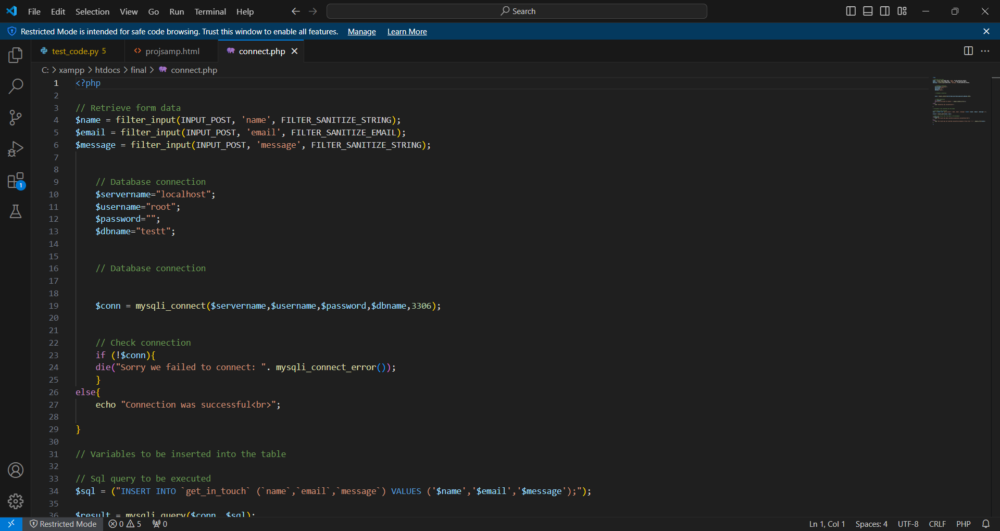 File Edit Selection View Go Run Terminal Help Search
Restricted Mode is intended for safe code browsing. Trust this window to enable all features. Manage Learn More
test_code.py 5 projsamp.html connect.php
C: > xampp > htdocs > final > connect.php
1 <?php
2
3 // Retrieve form data
4 $name = filter_input(INPUT_POST, 'name', FILTER_SANITIZE_STRING);
5 $email = filter_input(INPUT_POST, 'email', FILTER_SANITIZE_EMAIL);
6 $message = filter_input(INPUT_POST, 'message', FILTER_SANITIZE_STRING);
7
8
9 // Database connection
10 $servername="localhost";
11 $username="root";
12 $password="";
13 $dbname="testt";
14
15
16 // Database connection
17
18
19 $conn = mysqli_connect($servername,$username,$password,$dbname,3306);
20
21
22 // Check connection
23 if (!$conn){
24 die("Sorry we failed to connect: ". mysqli_connect_error());
25 }
26 else{
27 echo "Connection was successful<br>";
28
29 }
30
31 // Variables to be inserted into the table
32
33 // Sql query to be executed
34 $sql = ("INSERT INTO `get_in_touch` (`name`,`email`,`message`) VALUES ('$name','$email','$message');");
35
36 $result = mysqli_query($conn, $sql);
1
Restricted Mode 0 5 0 Ln 1, Col 1 Spaces: 4 UTF-8 CRLF PHP